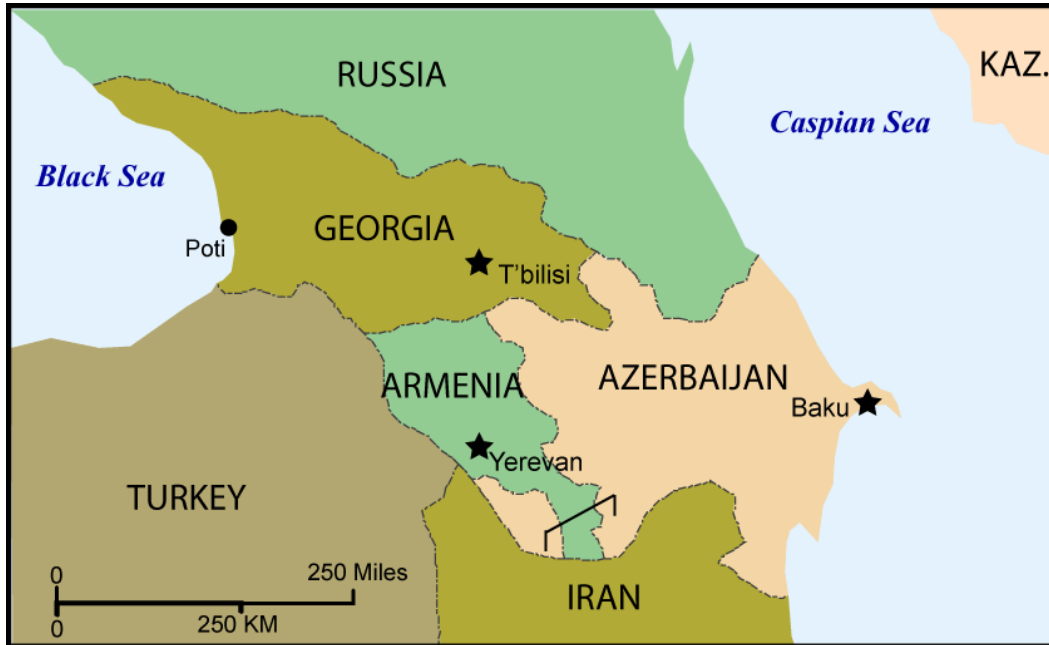 RUSSIA
KAZ.
Caspian Sea
Black Sea
GEORGIA
Poti
T'bilisi
ARMENIA
AZERBAIJAN
Baku
Yerevan
TURKEY
IRAN
0
250 Miles
250 KM
0